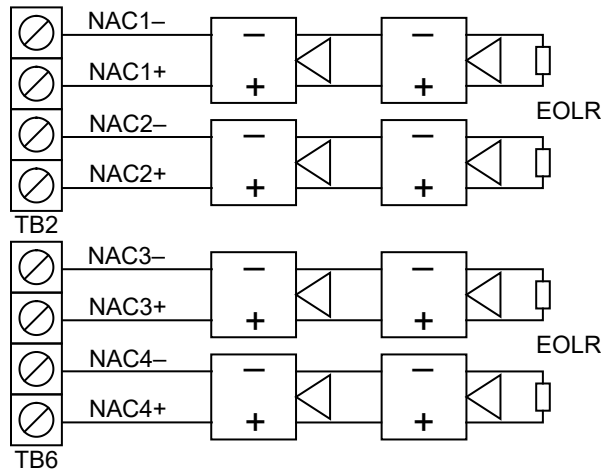 NAC1–
NAC1+
EOLR
NAC2–
NAC2+
TB2
NAC3–
NAC3+
EOLR
NAC4–
NAC4+
TB6